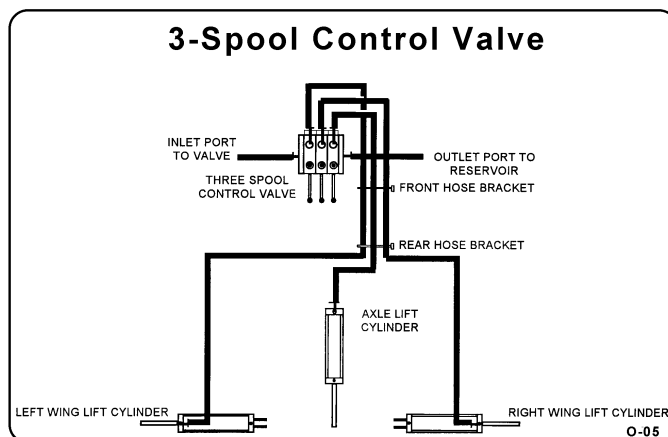 3-Spool Control Valve
INLET PORT
TO VALVE
OUTLET PORT TO
RESERVOIR
THREE SPOOL
CONTROL VALVE
FRONT HOSE BRACKET
REAR HOSE BRACKET
AXLE LIFT
CYLINDER
LEFT WING LIFT CYLINDER
RIGHT WING LIFT CYLINDER
O-05